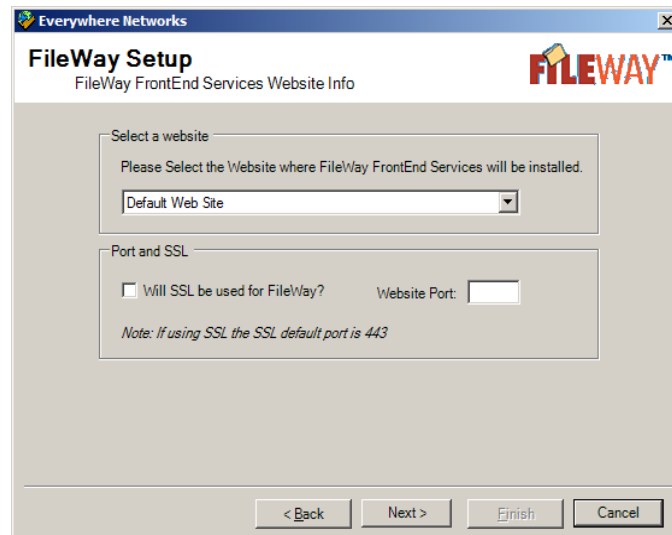 Everywhere Networks
FileWay Setup
FileWay FrontEnd Services Website Info
FILEWAY™
Select a website
Please Select the Website where FileWay FrontEnd Services will be installed.
Default Web Site
Port and SSL
Will SSL be used for FileWay? Website Port:
Note: If using SSL the SSL default port is 443
< Back Next > Finish Cancel